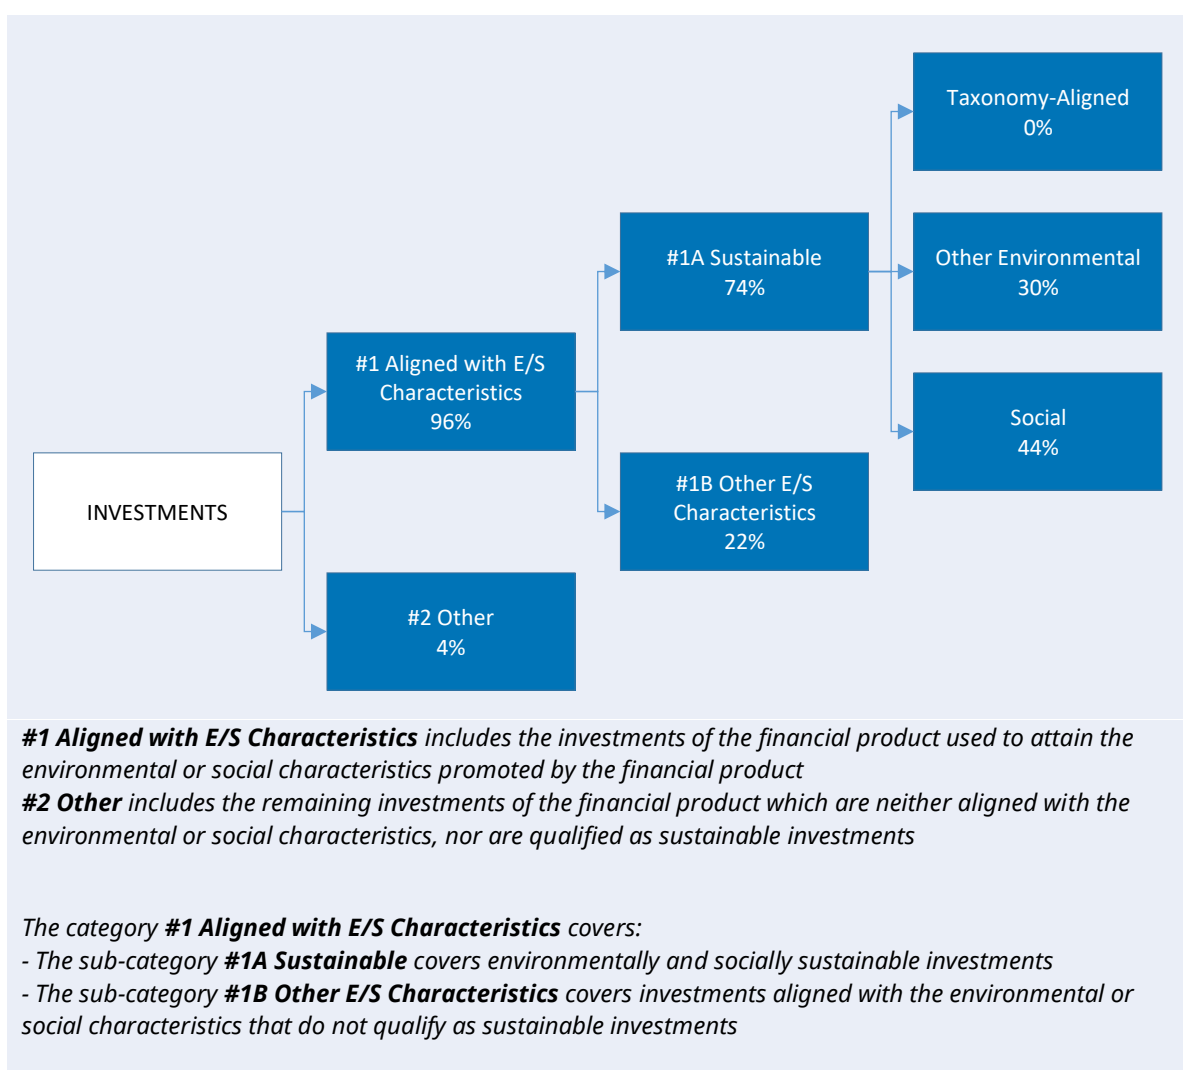 Taxonomy-Aligned
0%
#1A Sustainable
74%
Other Environmental
30%
#1 Aligned with E/S
Characteristics
96%
Social
44%
INVESTMENTS
#1B Other E/S
Characteristics
22%
#2 Other
4%
#1 Aligned with E/S Characteristics includes the investments of the financial product used to attain the
environmental or social characteristics promoted by the financial product
#2 Other includes the remaining investments of the financial product which are neither aligned with the
environmental or social characteristics, nor are qualified as sustainable investments
The category #1 Aligned with E/S Characteristics covers:
- The sub-category #1A Sustainable covers environmentally and socially sustainable investments
- The sub-category #1B Other E/S Characteristics covers investments aligned with the environmental or
social characteristics that do not qualify as sustainable investments